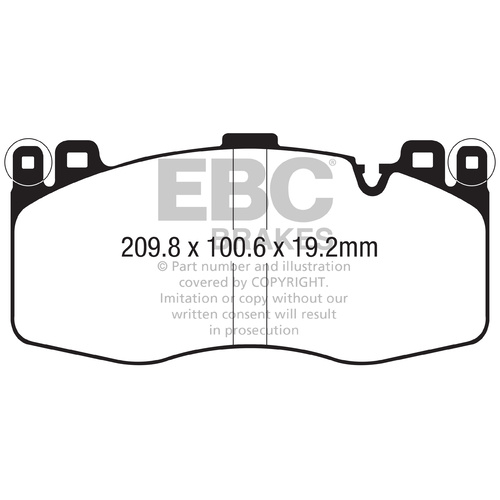 EBC
BRAKES
209.8 x 100.6 x 19.2mm
© Part number and illustration
covered by COPYRIGHT.
Imitation or copy without our
written consent will result
in prosecution